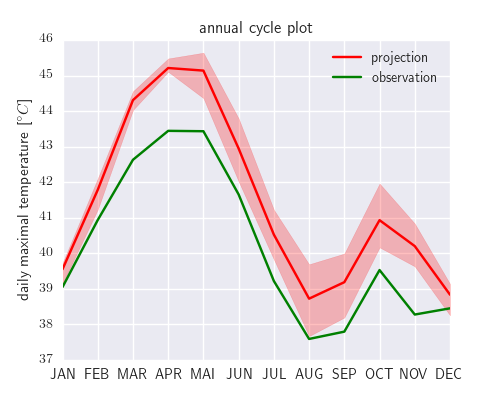 annual cycle plot
projection
observation
daily maximal temperature [°C]
46
45
44
43
42
41
40
39
38
37
JAN FEB MAR APR MAI JUN JUL AUG SEP OCT NOV DEC